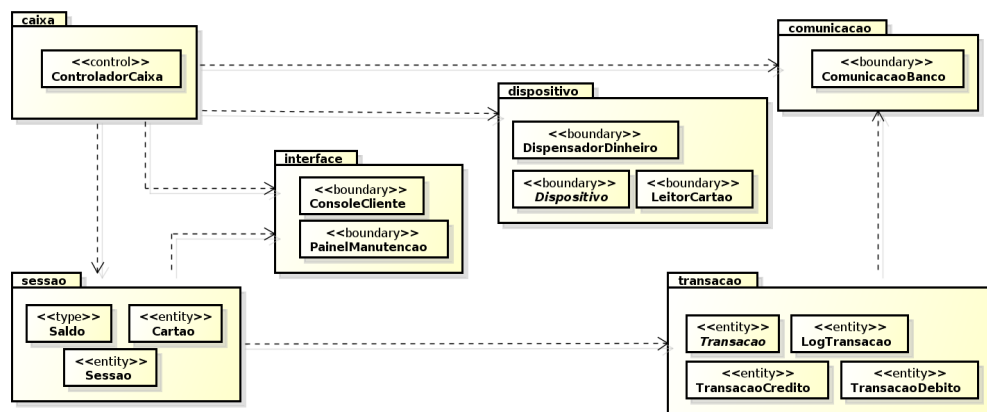 caixa
<<control>>
ControladorCaixa
comunicacao
<<boundary>>
ComunicacaoBanco
dispositivo
<<boundary>>
DispensadorDinheiro
<<boundary>>
Dispositivo
<<boundary>>
LeitorCartao
interface
<<boundary>>
ConsoleCliente
<<boundary>>
PainelManutencao
sessao
<<type>>
Saldo
<<entity>>
Cartao
<<entity>>
Sessao
transacao
<<entity>>
Transacao
<<entity>>
LogTransacao
<<entity>>
TransacaoCredito
<<entity>>
TransacaoDebito